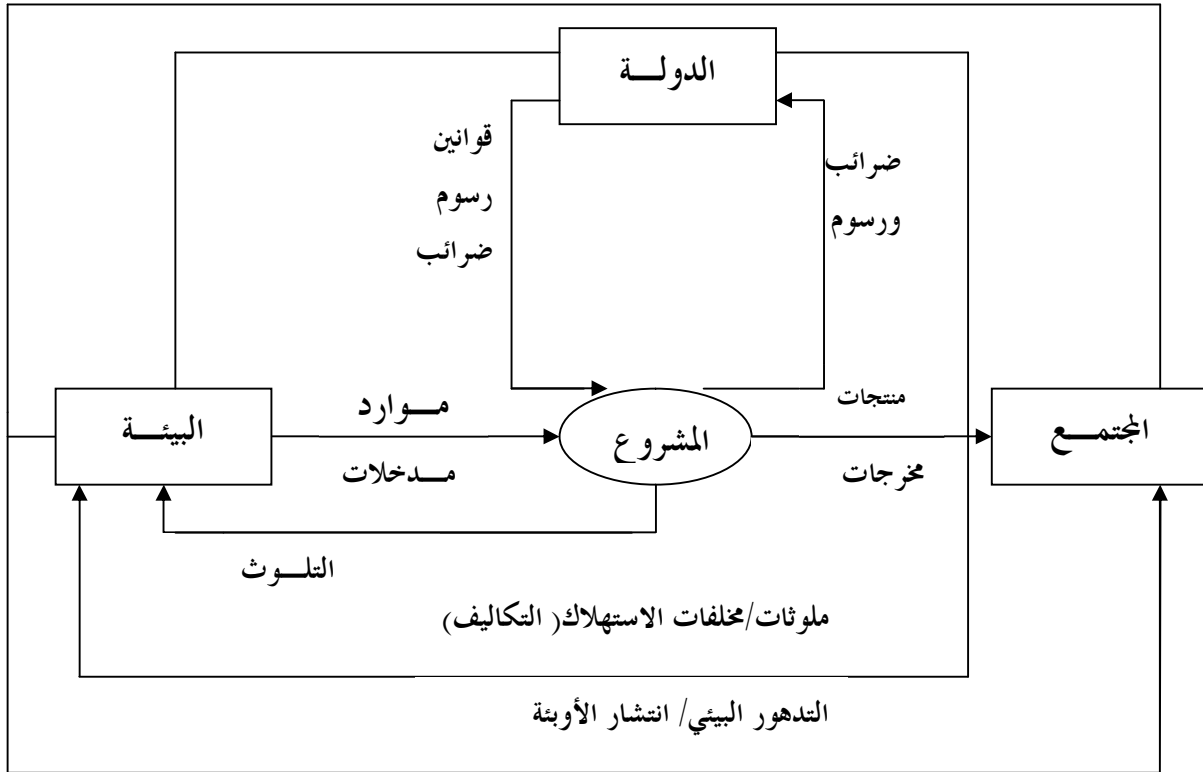 الدولـــة
قوانين
رسوم
ضرائب
ضرائب
ورسوم
البيئـــة
مـــوارد
مـــدخلات
المشروع
منتجات
مخرجات
المجتمـــع
التلـــوث
ملوثات/مخلفات الاستهلاك( التكاليف)
التدهور البيئي/ انتشار الأوبئة